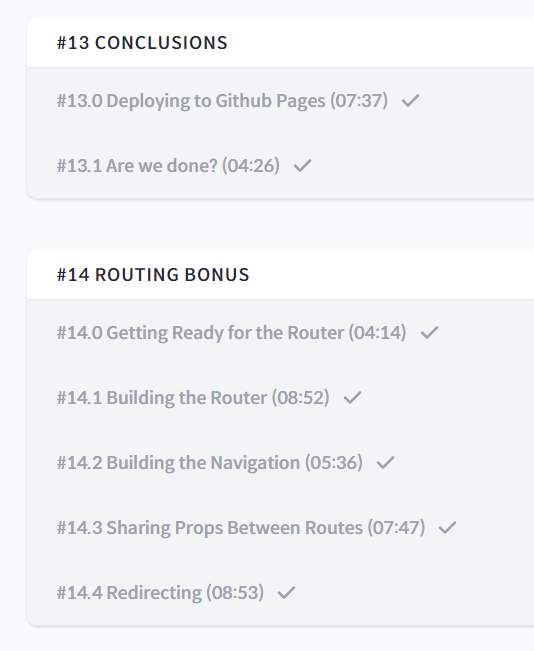 #13 CONCLUSIONS
#13.0 Deploying to Github Pages (07:37)
#13.1 Are we done? (04:26)
#14 ROUTING BONUS
#14.0 Getting Ready for the Router (04:14)
#14.1 Building the Router (08:52)
#14.2 Building the Navigation (05:36)
#14.3 Sharing Props Between Routes (07:47)
#14.4 Redirecting (08:53)